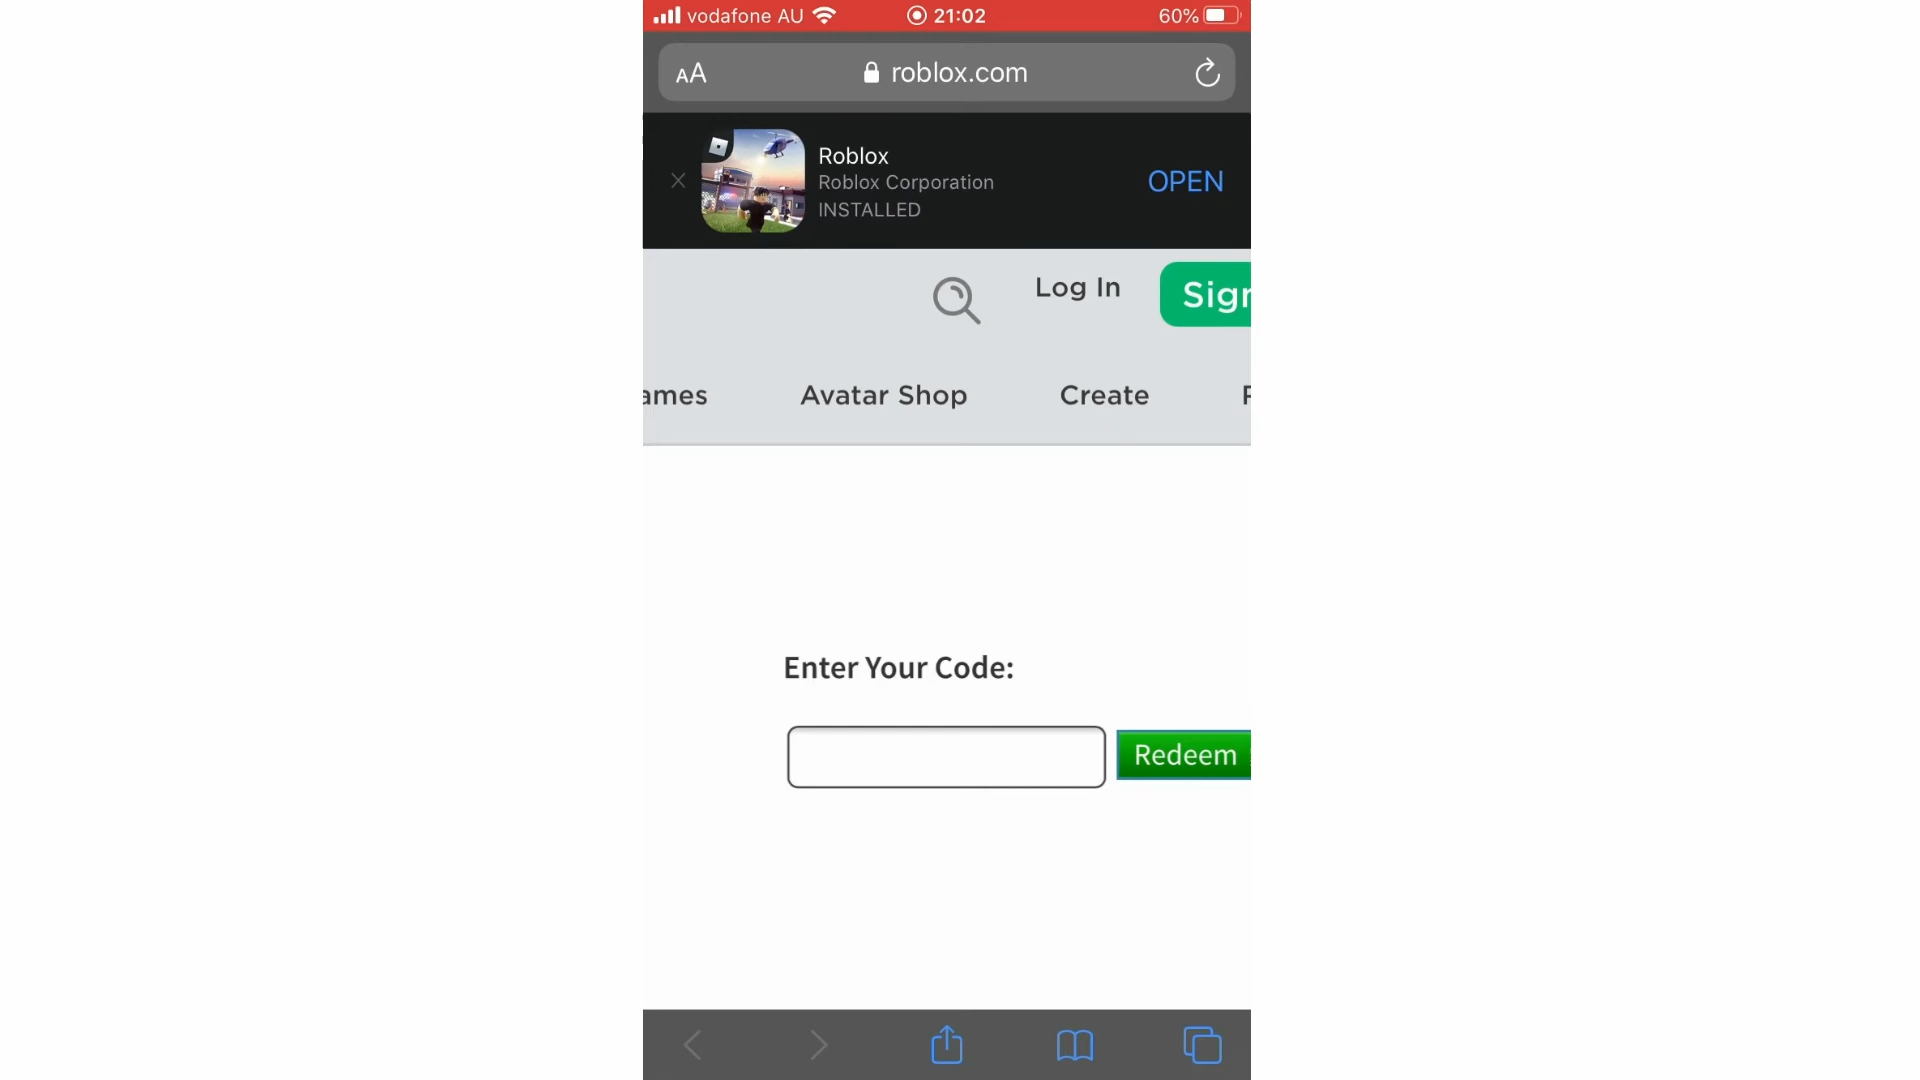 vodafone AU 21:02 60%
AA roblox.com
Roblox
Roblox Corporation
INSTALLED
OPEN
Log In Sign
ames Avatar Shop Create
Enter Your Code:
Redeem